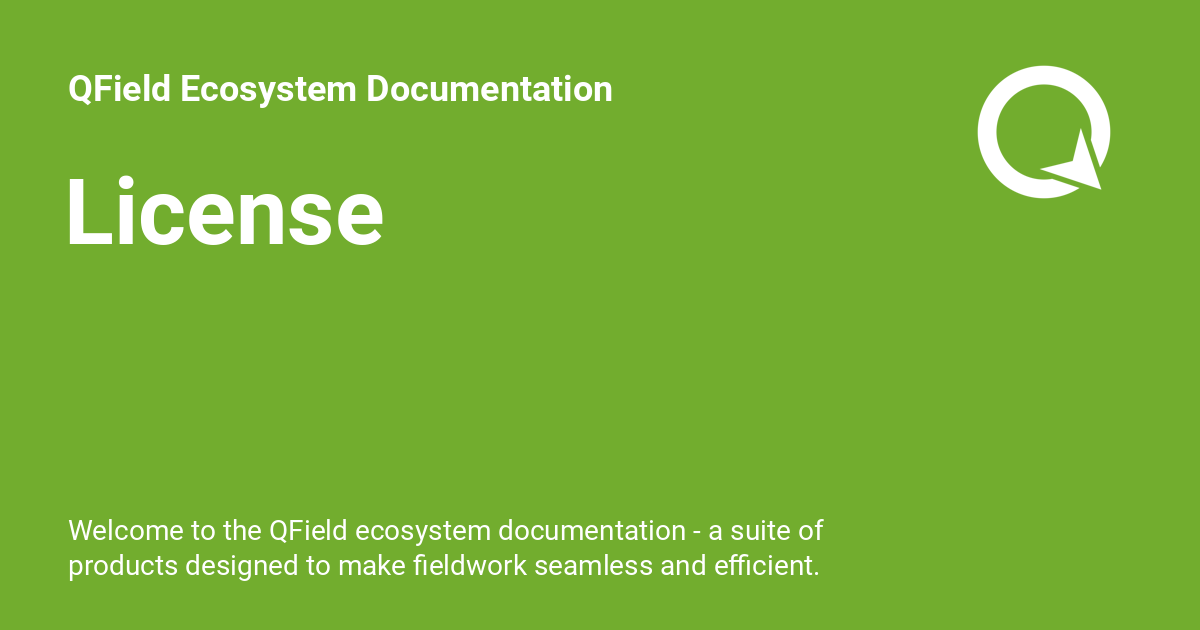 QField Ecosystem Documentation
License
Welcome to the QField ecosystem documentation - a suite of
products designed to make fieldwork seamless and efficient.